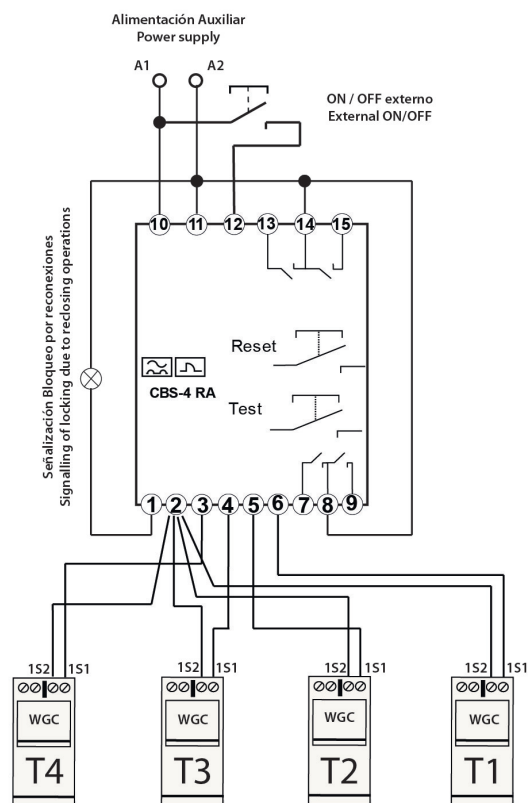 Alimentación Auxiliar
Power supply
A1
A2
ON / OFF externo
External ON/OFF
Señalización Bloqueo por reconexiones
Signalling of locking due to reclosing operations
10 11 12 13 14 15
Reset
CBS-4 RA
Test
1 2 3 4 5 6 7 8 9
1S2 1S1
1S2 1S1
1S2 1S1
1S2 1S1
WGC
WGC
WGC
WGC
T4
T3
T2
T1